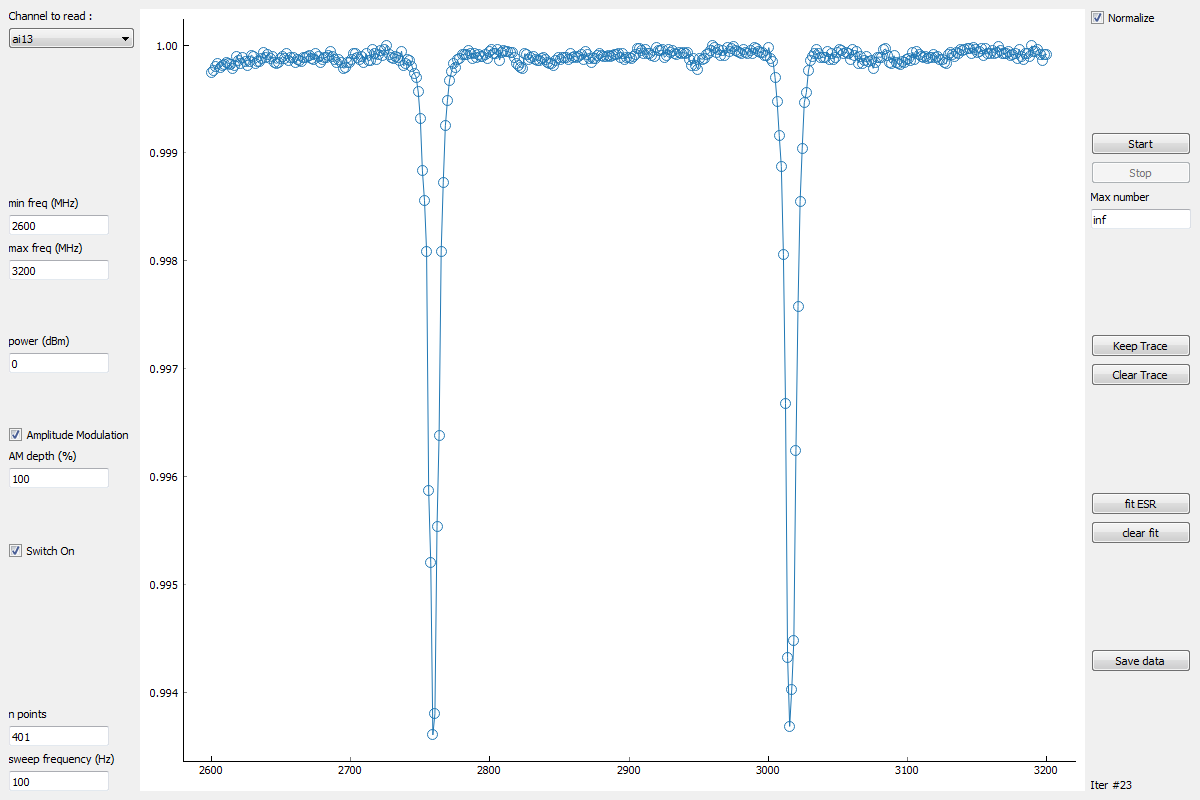 Channel to read :
ai13
min freq (MHz)
2600
max freq (MHz)
3200
power (dBm)
0
Amplitude Modulation
AM depth (%)
100
Switch On
n points
401
sweep frequency (Hz)
100
1.00
0.999
0.998
0.997
0.996
0.995
0.994
2600 2700 2800 2900 3000 3100 3200
Normalize
Start
Stop
Max number
inf
Keep Trace
Clear Trace
fit ESR
clear fit
Save data
Iter #23